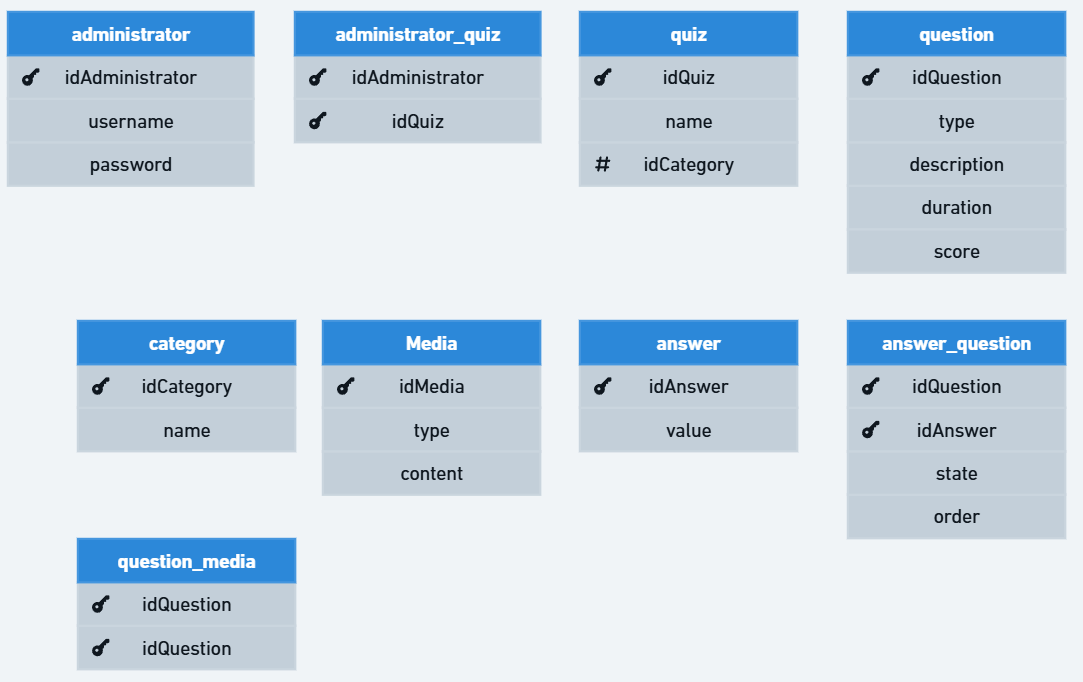 administrator
idAdministrator
username
password
administrator_quiz
idAdministrator
idQuiz
quiz
idQuiz
name
# idCategory
question
idQuestion
type
description
duration
score
category
idCategory
name
Media
idMedia
type
content
answer
idAnswer
value
answer_question
idQuestion
idAnswer
state
order
question_media
idQuestion
idQuestion